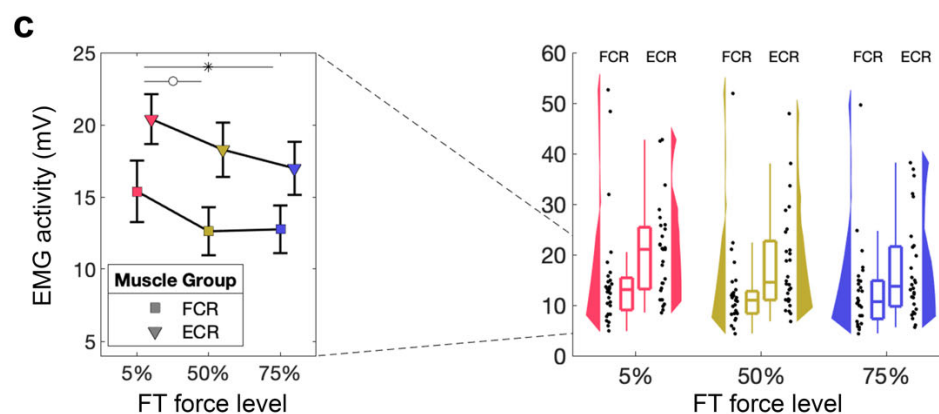 c
EMG activity (mV)
25
20
15
10
5
Muscle Group
FCR
ECR
5% 50% 75%
FT force level
60
50
40
30
20
10
0
FCR ECR FCR ECR FCR ECR
5% 50% 75%
FT force level